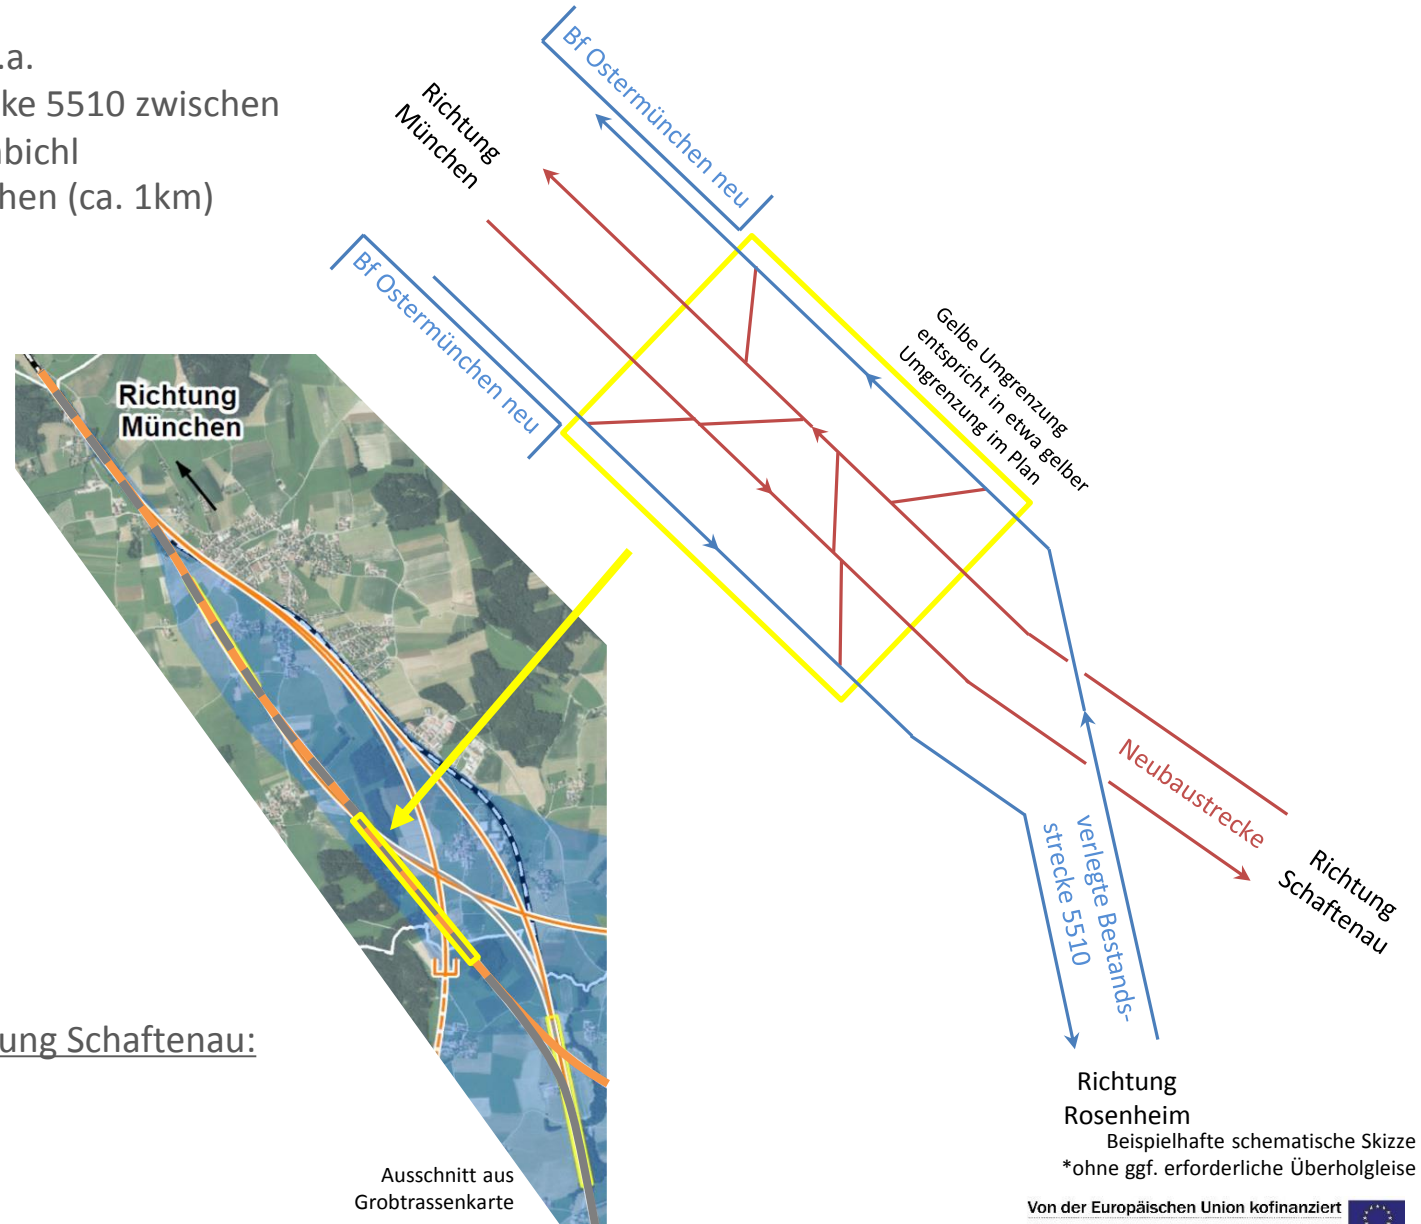 .a.
ke 5510 zwischen
bichl
hen (ca. 1km)
Bf Ostermünchen neu
Richtung
München
Bf Ostermünchen neu
Gelbe Umgrenzung
entspricht in etwa gelber
Umgrenzung im Plan
Richtung
München
Neubaustrecke
verlegte Bestands-
strecke 5510
Richtung
Schaftenau
ung Schaftenau:
Richtung
Rosenheim
Beispielhafte schematische Skizze
*ohne ggf. erforderliche Überholgleise
Ausschnitt aus
Grobtrassenkarte
Von der Europäischen Union kofinanziert